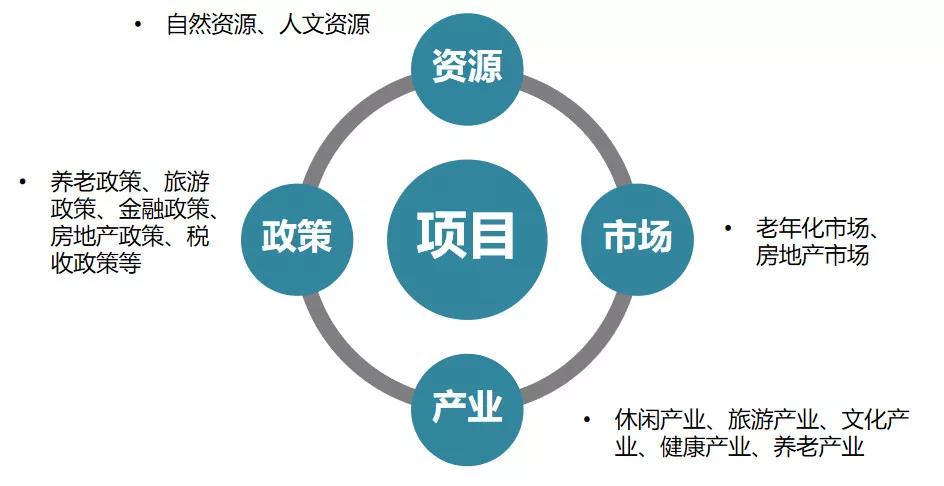 • 自然资源、人文资源
资源
• 养老政策、旅游
政策、金融政策、
房地产政策、税
收政策等
政策
项目
市场
• 老年化市场、
房地产市场
产业
• 休闲产业、旅游产业、文化产
业、健康产业、养老产业